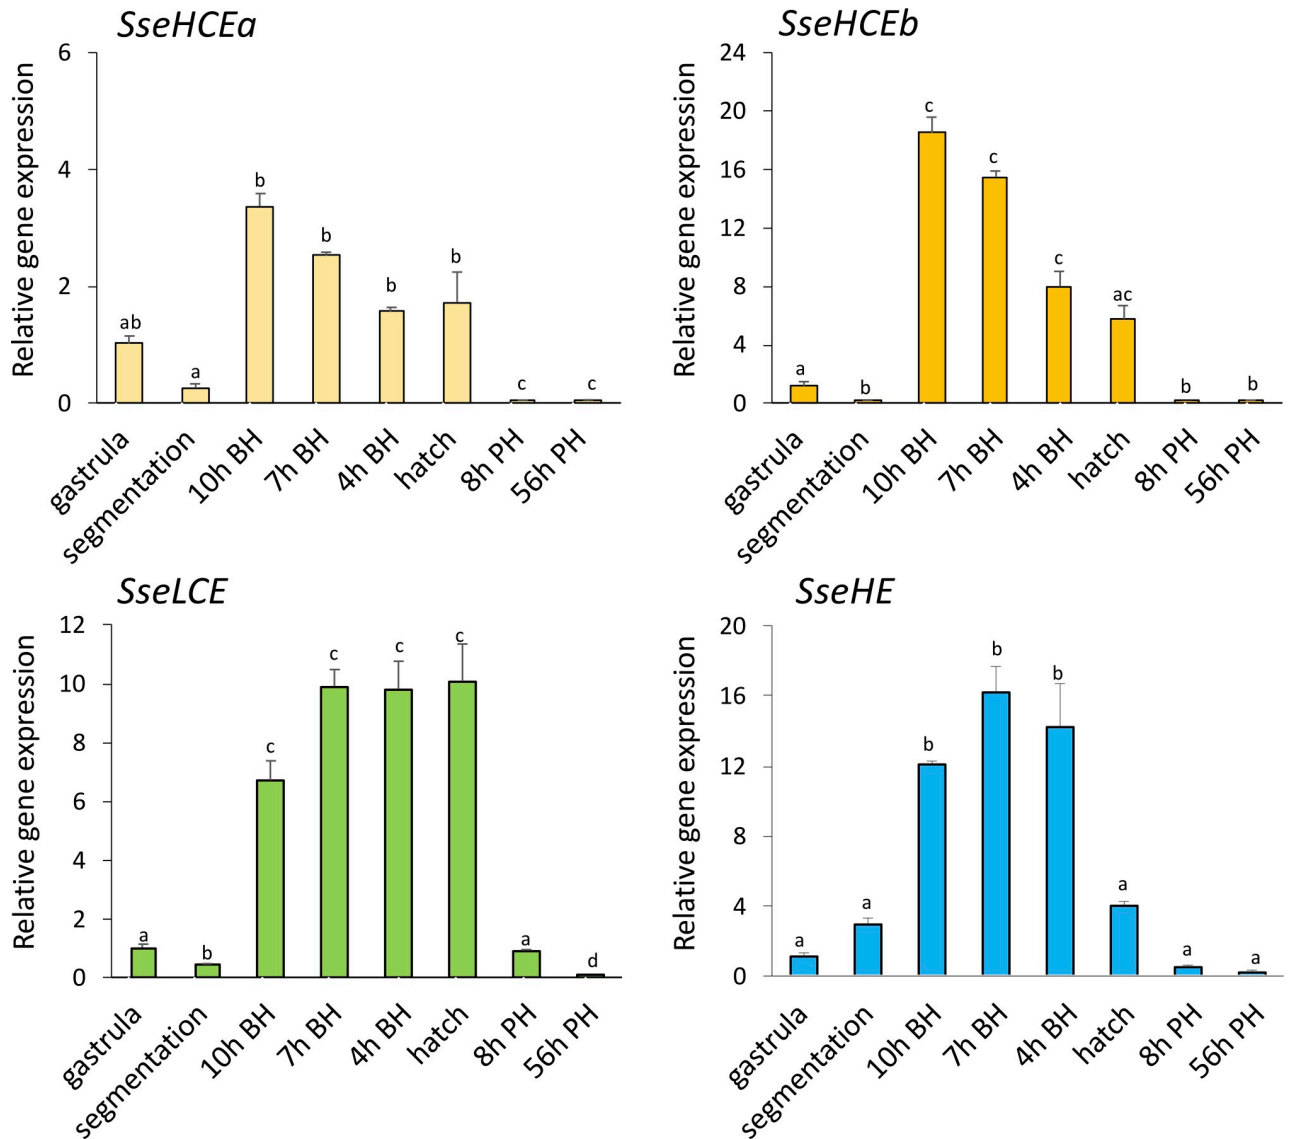 SseHCEa
Relative gene expression
6
4
2
0
ab
a
b
b
b
b
c
c
gastrula
segmentation
10h BH
7h BH
4h BH
hatch
8h PH
56h PH
SseHCEb
Relative gene expression
24
20
16
12
8
4
0
a
b
c
c
c
ac
b
b
gastrula
segmentation
10h BH
7h BH
4h BH
hatch
8h PH
56h PH
SseLCE
Relative gene expression
12
10
8
6
4
2
0
a
b
c
c
c
c
a
d
gastrula
segmentation
10h BH
7h BH
4h BH
hatch
8h PH
56h PH
SseHE
Relative gene expression
20
16
12
8
4
0
a
a
b
b
b
a
a
a
gastrula
segmentation
10h BH
7h BH
4h BH
hatch
8h PH
56h PH